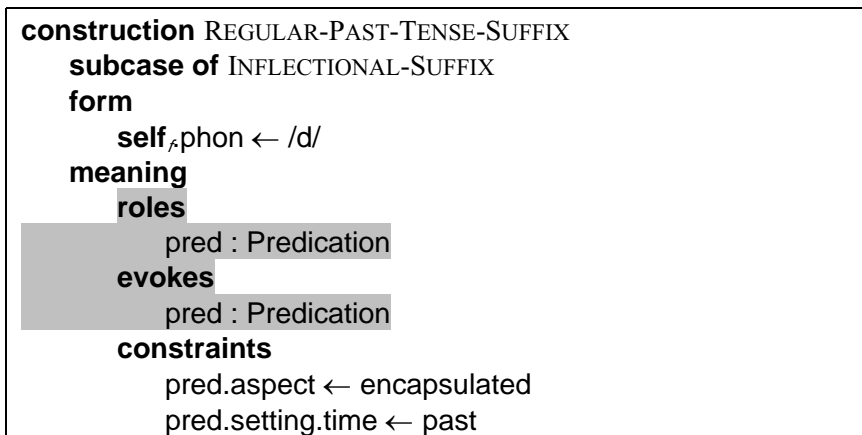 construction REGULAR-PAST-TENSE-SUFFIX
subcase of INFLECTIONAL-SUFFIX
form
self_f.phon ← /d/
meaning
roles
pred : Predication
evokes
pred : Predication
constraints
pred.aspect ← encapsulated
pred.setting.time ← past